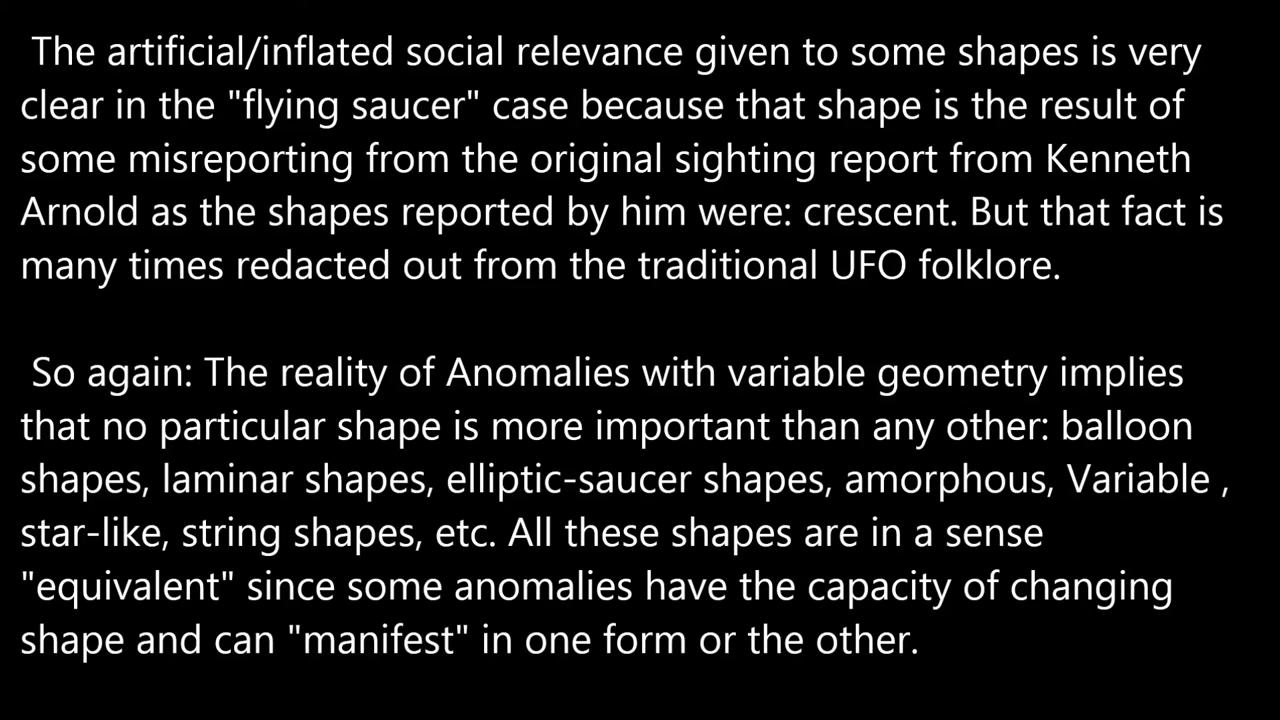 The artificial/inflated social relevance given to some shapes is very
clear in the "flying saucer" case because that shape is the result of
some misreporting from the original sighting report from Kenneth
Arnold as the shapes reported by him were: crescent. But that fact is
many times redacted out from the traditional UFO folklore.
So again: The reality of Anomalies with variable geometry implies
that no particular shape is more important than any other: balloon
shapes, laminar shapes, elliptic-saucer shapes, amorphous, Variable ,
star-like, string shapes, etc. All these shapes are in a sense
"equivalent" since some anomalies have the capacity of changing
shape and can "manifest" in one form or the other.